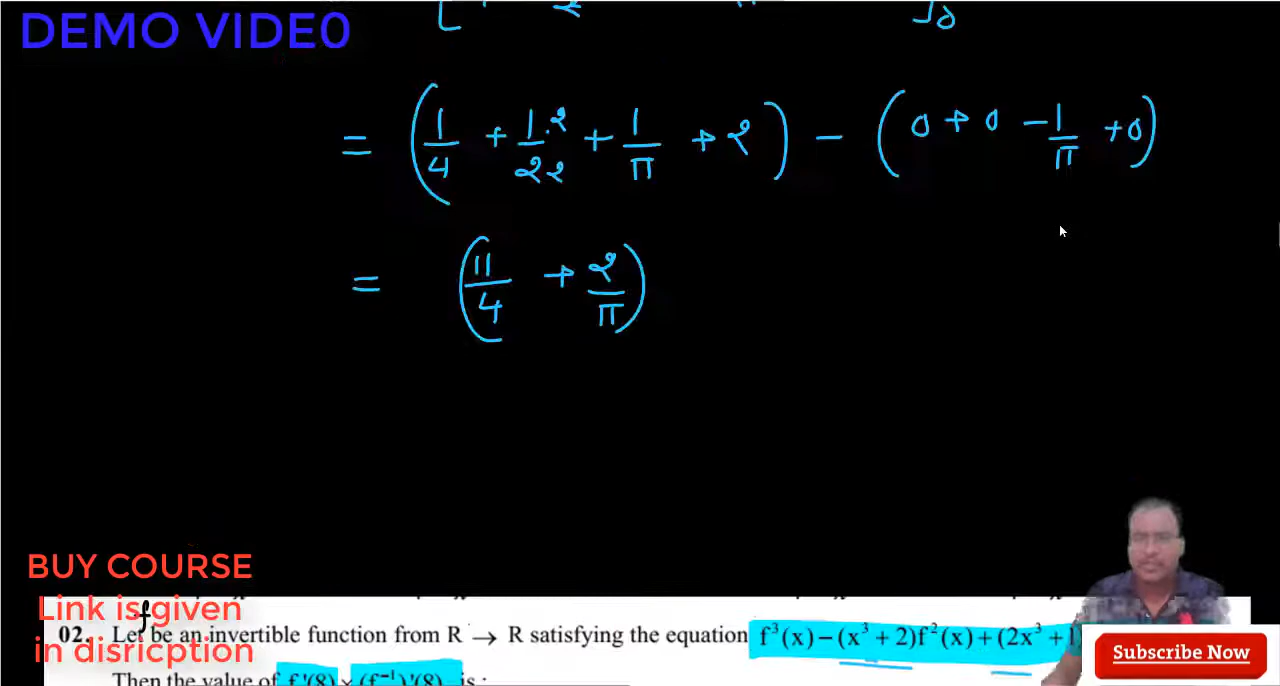 DEMO VIDE0
= (1/4 + 1·2/22 + 1/π + 2) − (0 + 0 − 1/π + 0)
= (11/4 + 2/π)
BUY COURSE
Link is given
in disricption
02. Let f be an invertible function from R → R satisfying the equation f³(x) − (x³ + 2)f²(x) + (2x³ + 1)
Then the value of f'(8) × (f⁻¹)'(8) is :
Subscribe Now